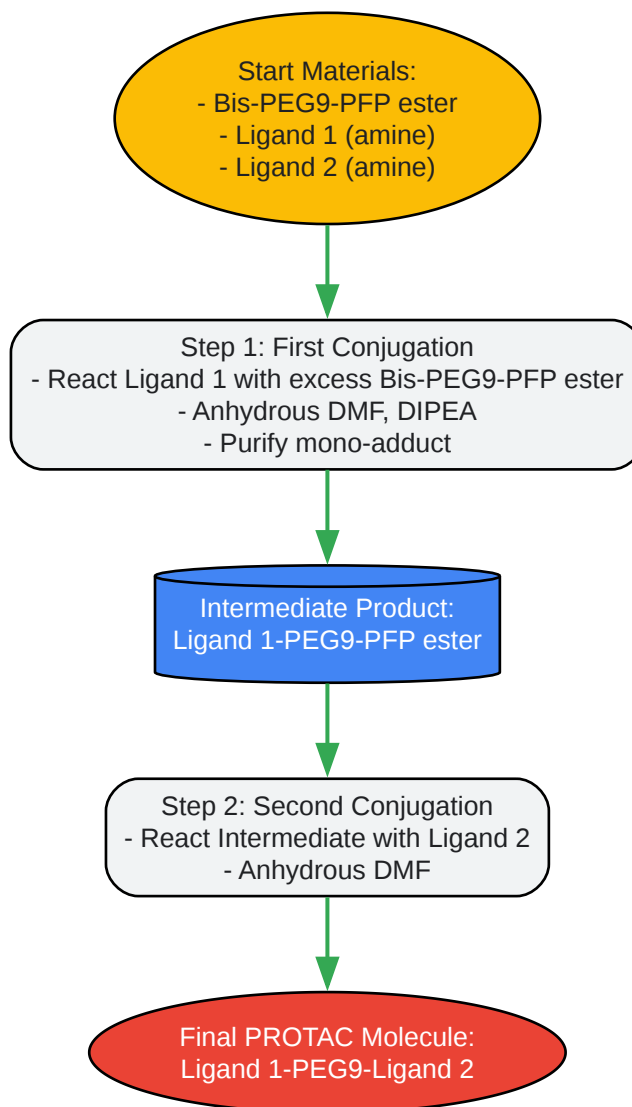 Start Materials:
- Bis-PEG9-PFP ester
- Ligand 1 (amine)
- Ligand 2 (amine)
Step 1: First Conjugation
- React Ligand 1 with excess Bis-PEG9-PFP ester
- Anhydrous DMF, DIPEA
- Purify mono-adduct
Intermediate Product:
Ligand 1-PEG9-PFP ester
Step 2: Second Conjugation
- React Intermediate with Ligand 2
- Anhydrous DMF
Final PROTAC Molecule:
Ligand 1-PEG9-Ligand 2